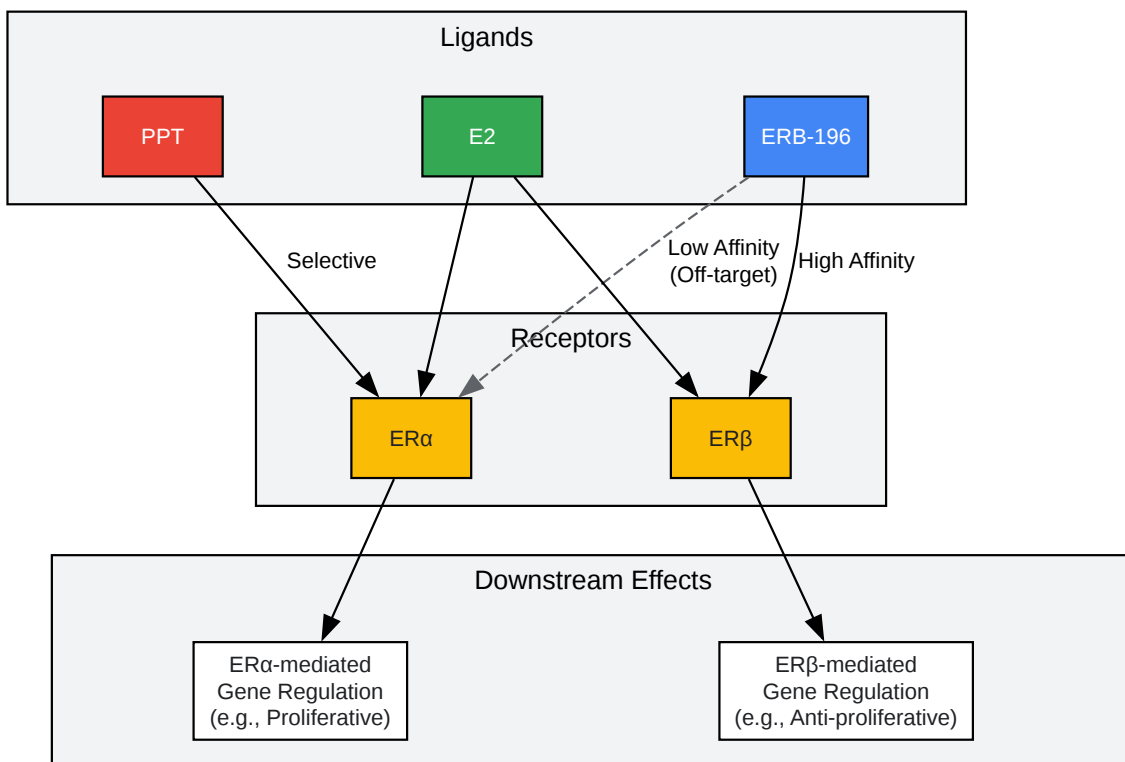 Ligands
PPT
E2
ERB-196
Selective
Low Affinity
(Off-target)
High Affinity
Receptors
ERα
ERβ
Downstream Effects
ERα-mediated
Gene Regulation
(e.g., Proliferative)
ERβ-mediated
Gene Regulation
(e.g., Anti-proliferative)